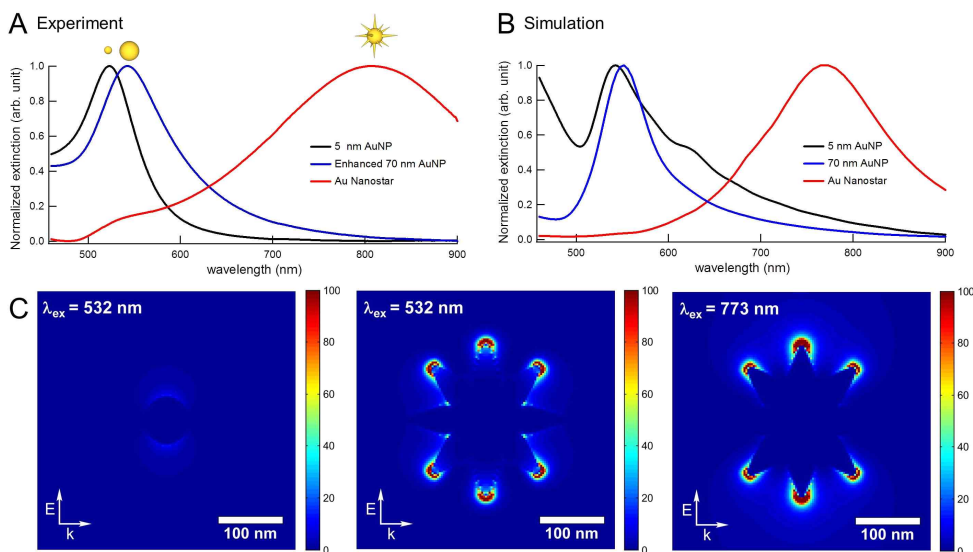 A Experiment
Normalized extinction (arb. unit)
1.0
0.8
0.6
0.4
0.2
0.0
5 nm AuNP
Enhanced 70 nm AuNP
Au Nanostar
500 600 700 800 900
wavelength (nm)
B Simulation
Normalized extinction (arb. unit)
1.0
0.8
0.6
0.4
0.2
0.0
5 nm AuNP
70 nm AuNP
Au Nanostar
500 600 700 800 900
wavelength (nm)
C
λex = 532 nm
E
k
100 nm
100
80
60
40
20
0
λex = 532 nm
E
k
100 nm
100
80
60
40
20
0
λex = 773 nm
E
k
100 nm
100
80
60
40
20
0